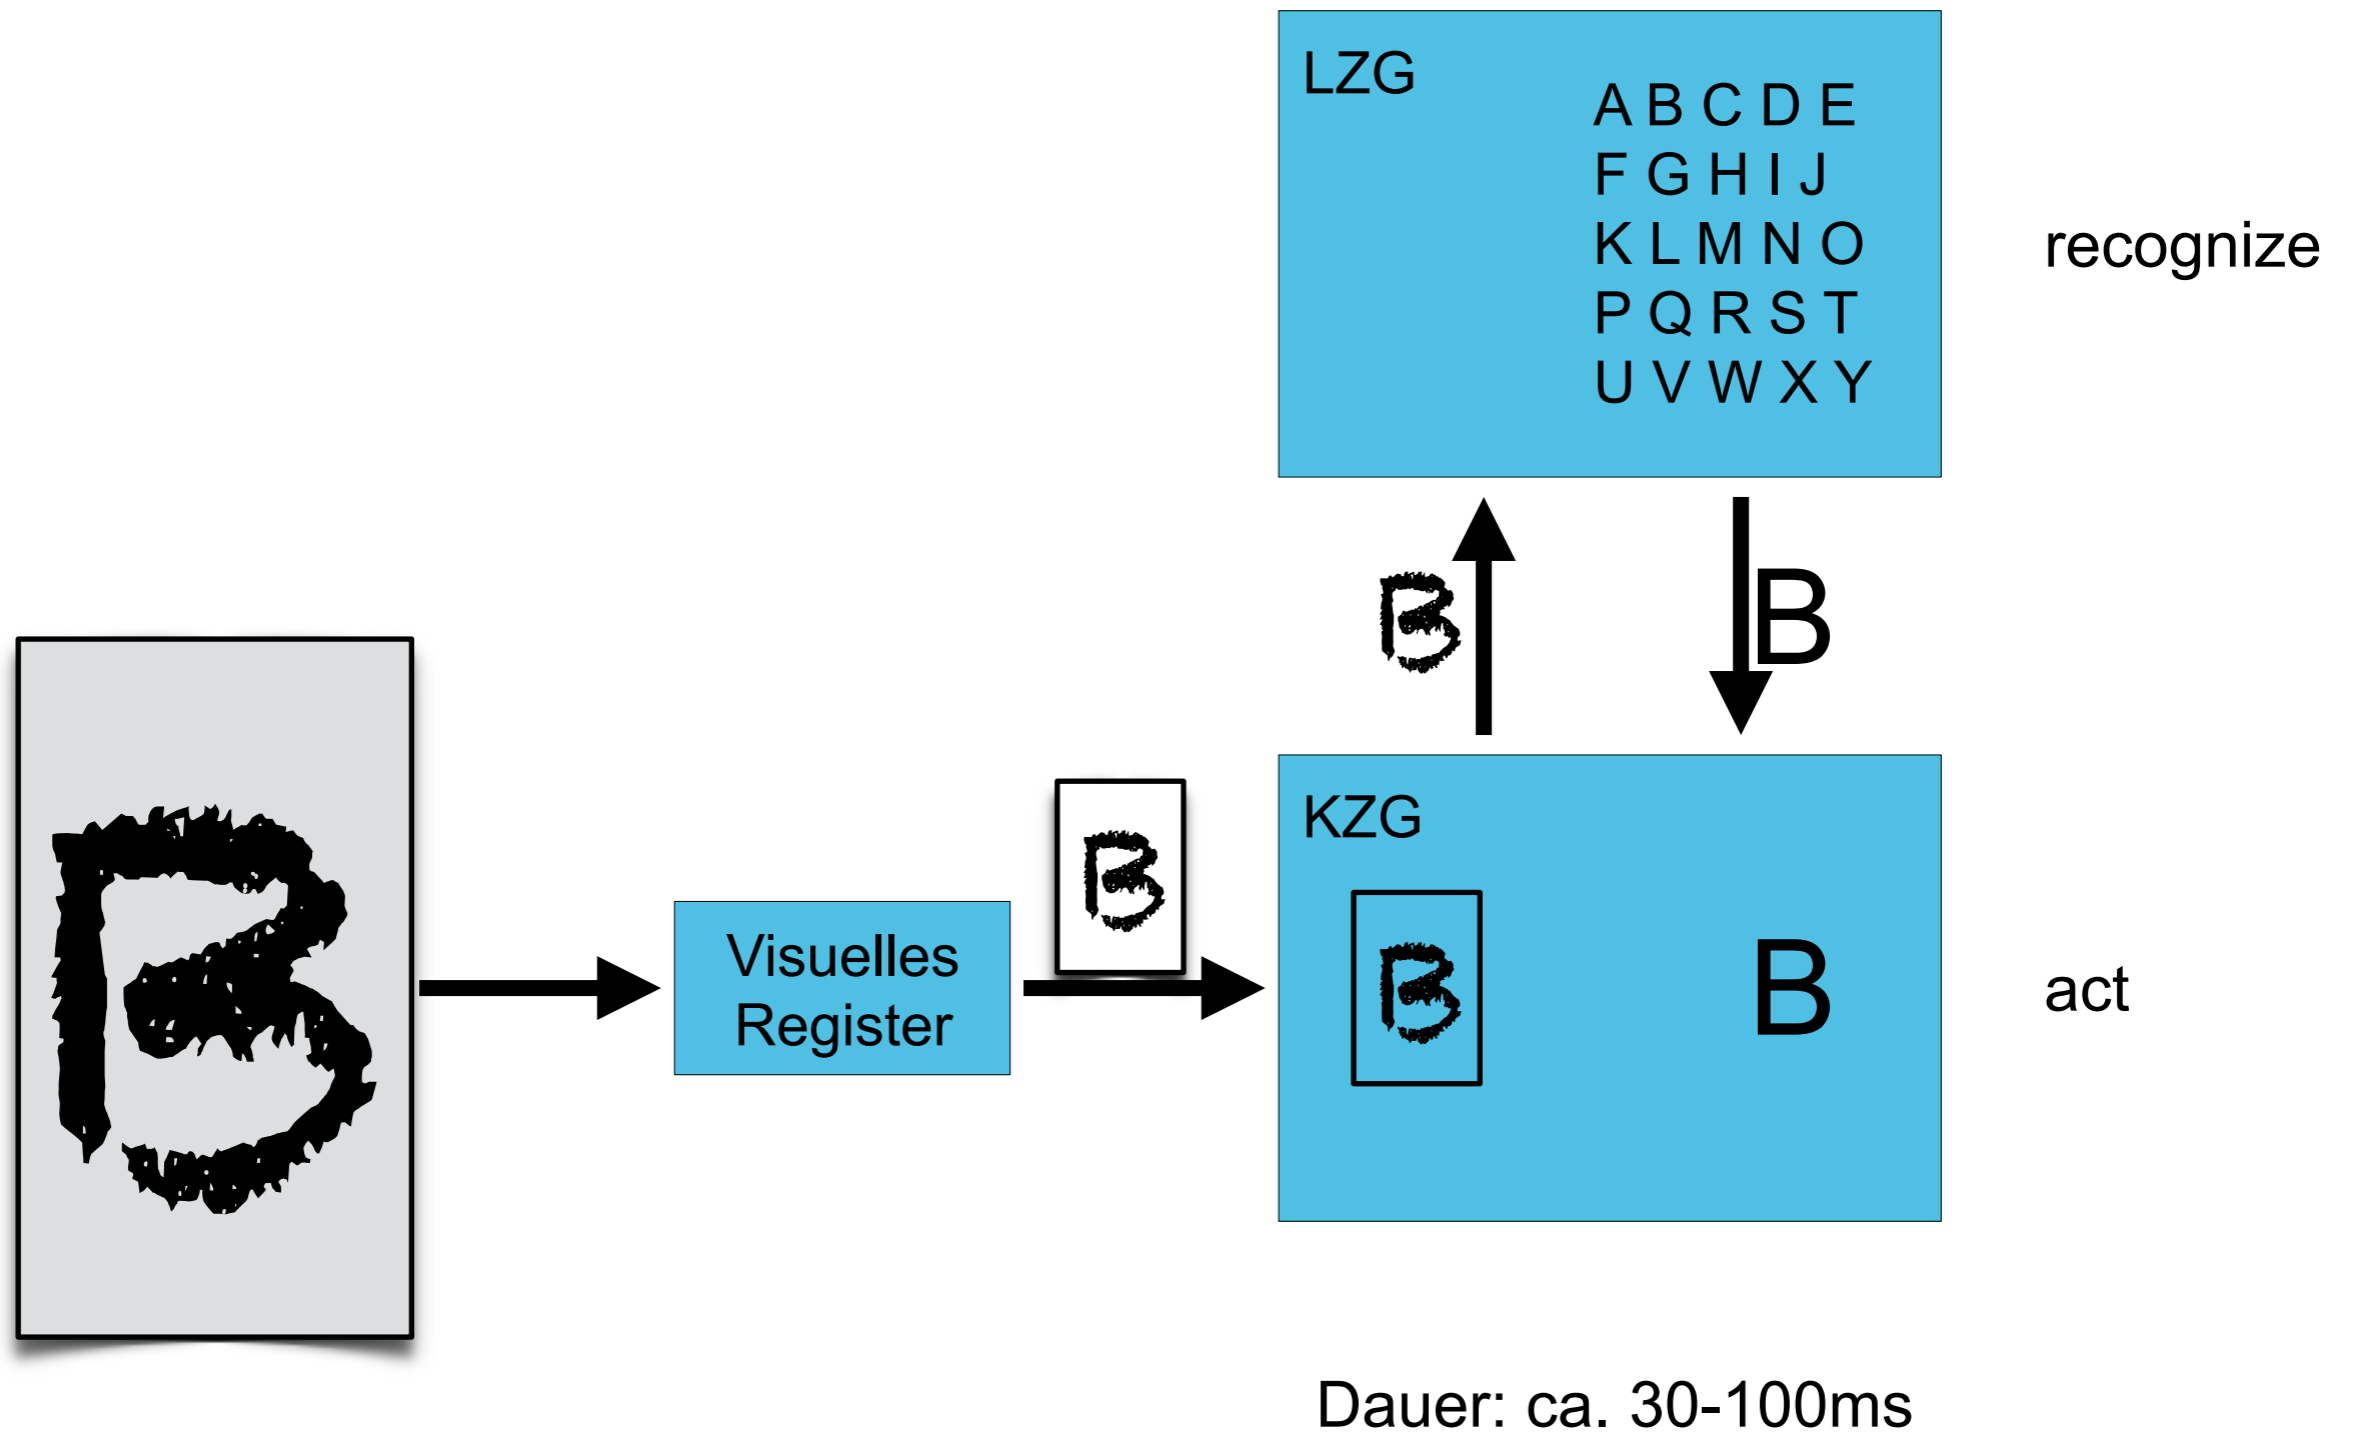 LZG
A B C D E
F G H I J
K L M N O
P Q R S T
U V W X Y
recognize
B
B
B
Visuelles
Register
B
KZG
B
B
act
Dauer: ca. 30-100ms